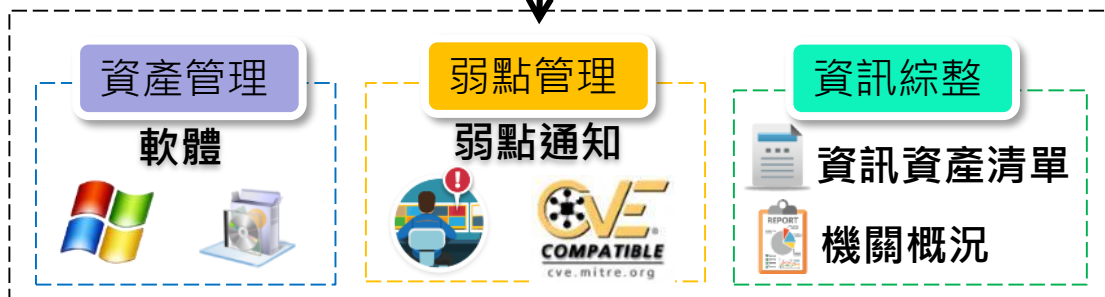 資產管理
軟體
弱點管理
弱點通知
!
CVE
®
COMPATIBLE
cve.mitre.org
資訊綜整
資訊資產清單
REPORT
機關概況